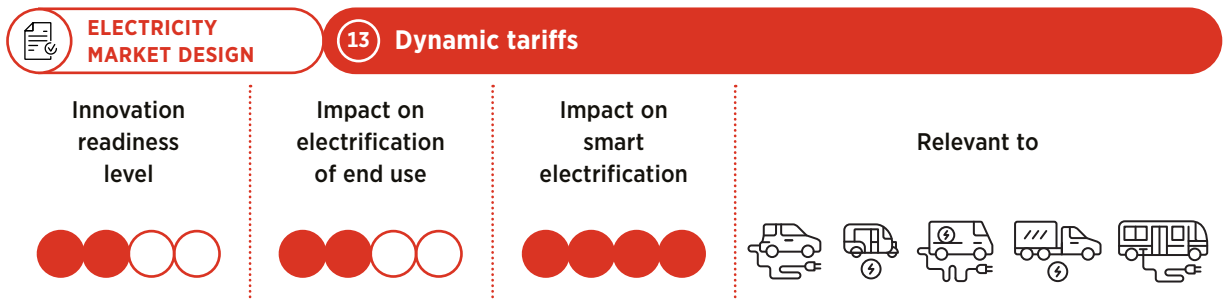 ELECTRICITY
MARKET DESIGN
13 Dynamic tariffs
Innovation
readiness
level
Impact on
electrification
of end use
Impact on
smart
electrification
Relevant to